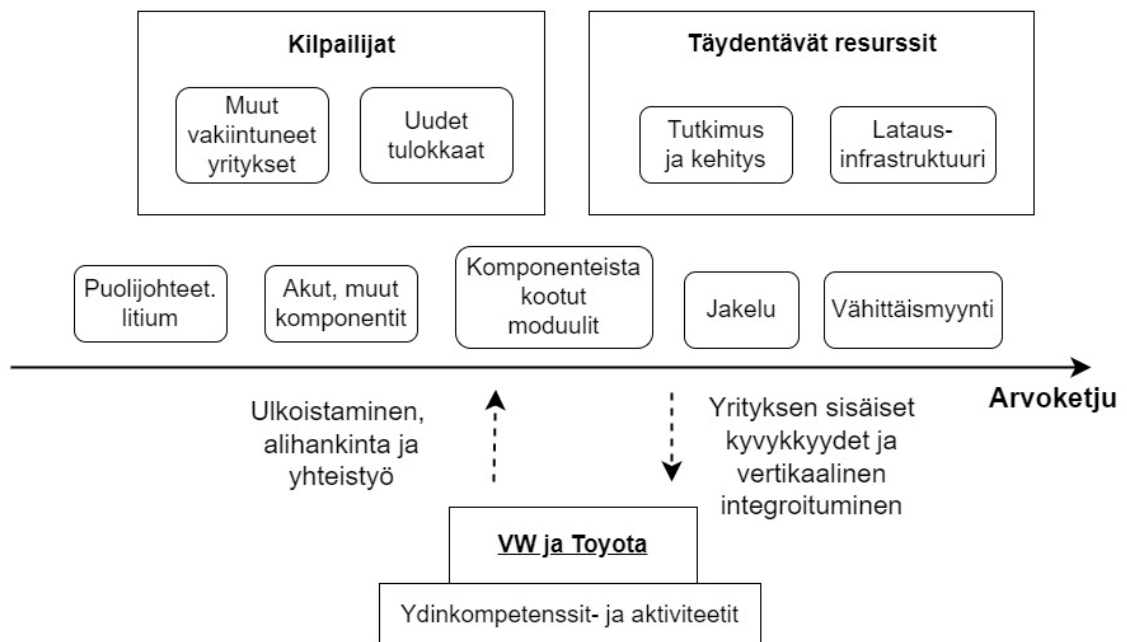 Kilpailijat
Muut
vakiintuneet
yritykset
Uudet
tulokkaat
Täydentävät resurssit
Tutkimus
ja kehitys
Lataus-
infrastruktuuri
Puolijohteet.
litium
Akut, muut
komponentit
Komponenteista
kootut
moduulit
Jakelu
Vähittäismyynti
Arvoketju
Ulkoistaminen,
alihankinta ja
yhteistyö
Yrityksen sisäiset
kyvykkyydet ja
vertikaalinen
integroituminen
VW ja Toyota
Ydinkompetenssit- ja aktiviteetit